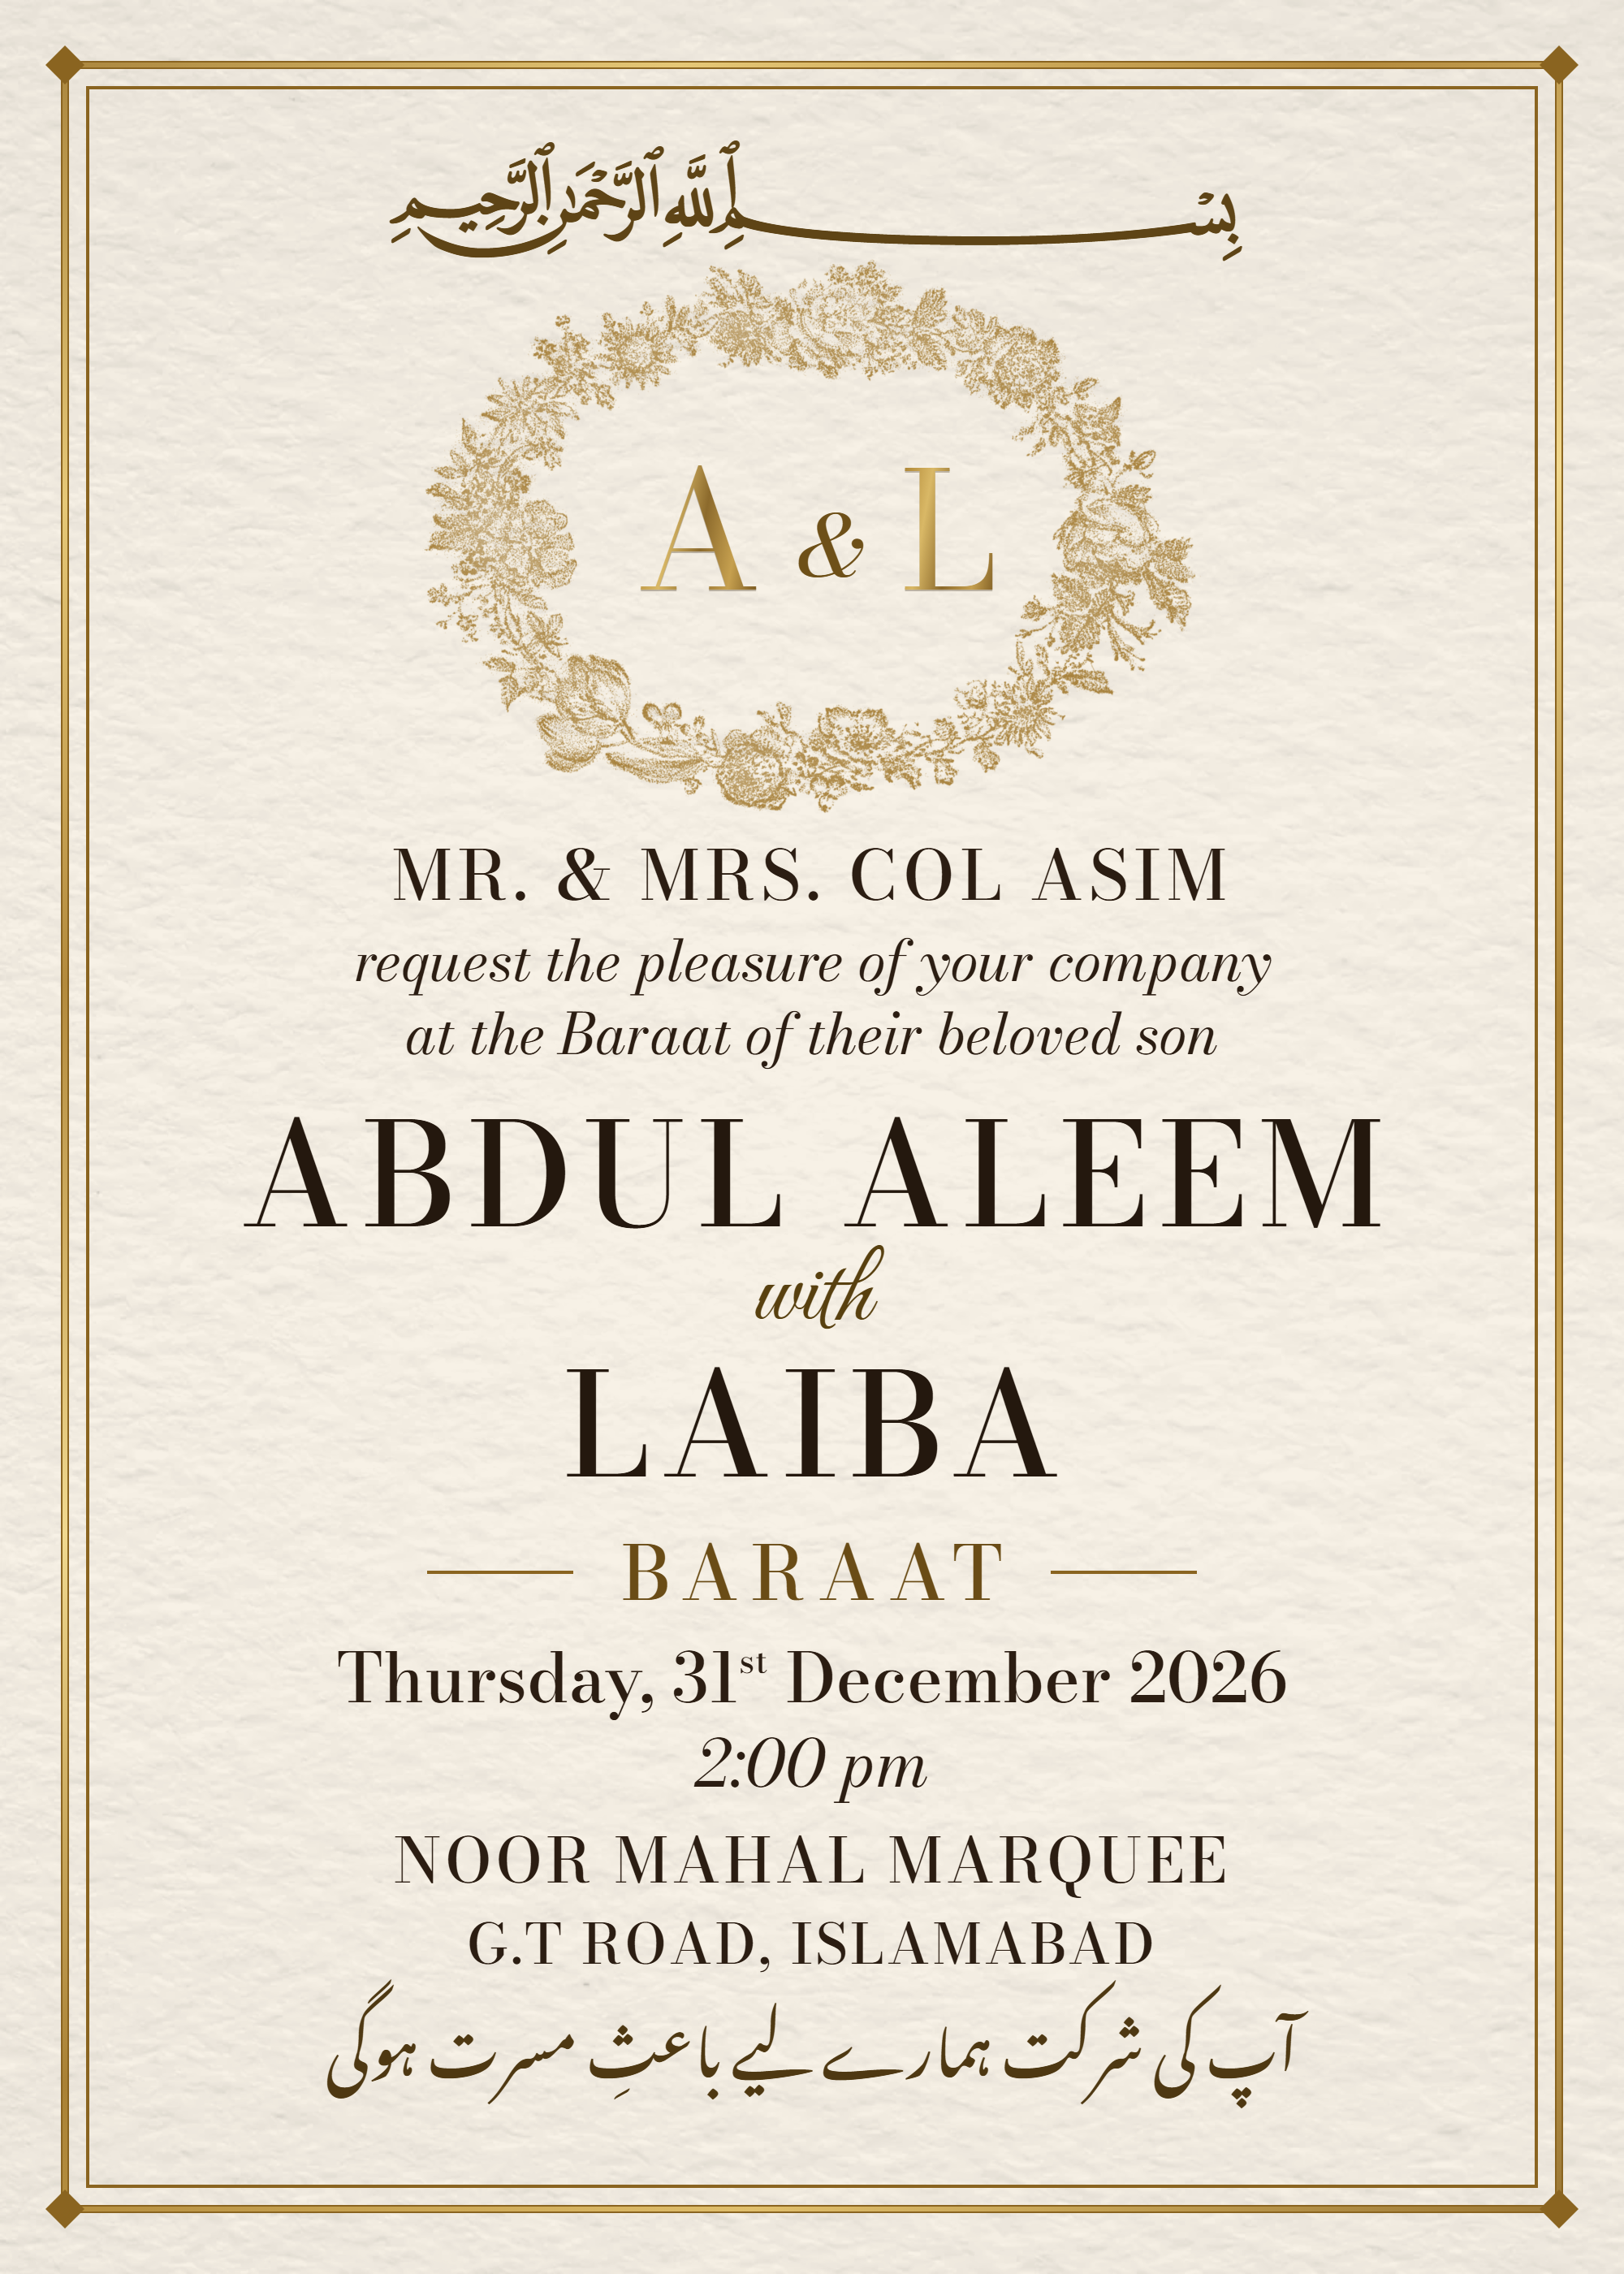 بِسْمِ ٱللَّهِ ٱلرَّحْمَٰنِ ٱلرَّحِيمِ
A & L
MR. & MRS. COL ASIM
request the pleasure of your company
at the Baraat of their beloved son
ABDUL ALEEM
with
LAIBA
BARAAT
Thursday, 31st December 2026
2:00 pm
NOOR MAHAL MARQUEE
G.T ROAD, ISLAMABAD
آپ کی شرکت ہمارے لیے باعثِ مسرت ہوگی